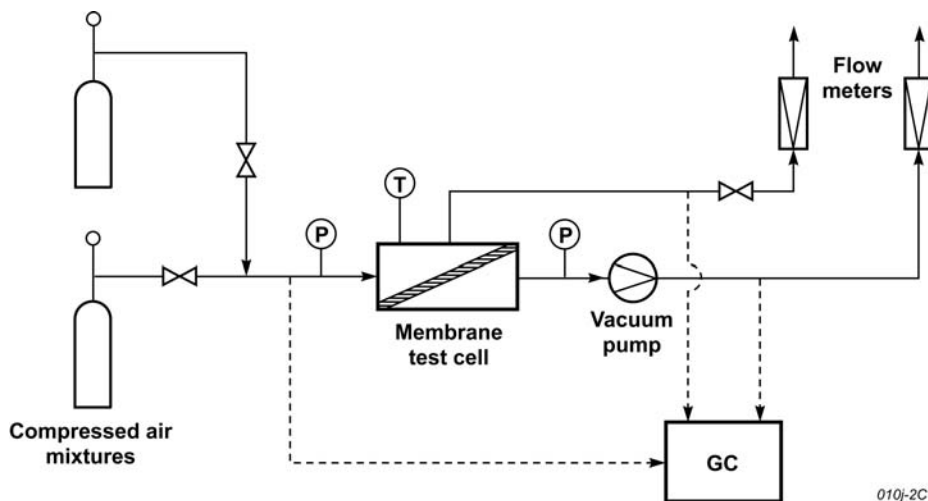 Flow
meters
T
P
P
Membrane
test cell
Vacuum
pump
Compressed air
mixtures
GC
010j-2C